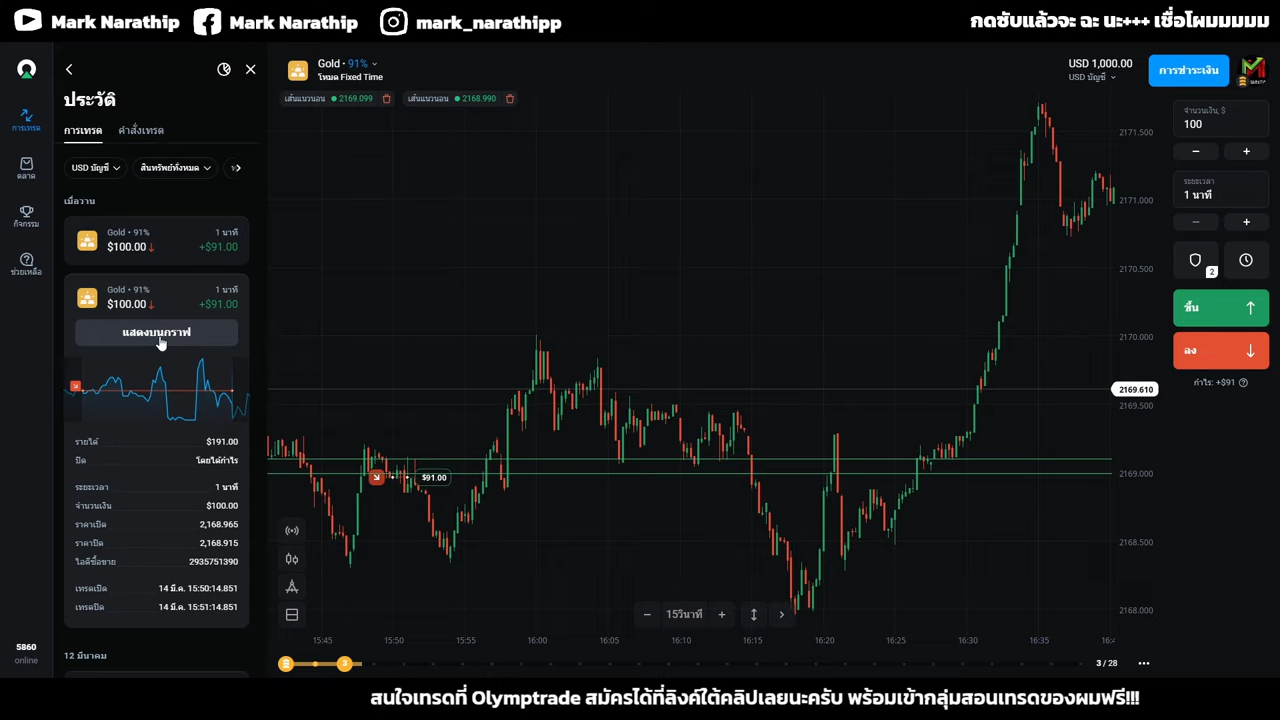 Mark Narathip
Mark Narathip
mark_narathipp
กดซับแล้วจะ ฉะ นะ+++ เชื่อโผมมมมม
ประวัติ
การเทรด
คำสั่งเทรด
USD บัญชี
สินทรัพย์ทั้งหมด
เมื่อวาน
Gold • 91%
1 นาที
$100.00
+$91.00
Gold • 91%
1 นาที
$100.00
+$91.00
แสดงบนกราฟ
รายได้ $191.00
ปิด โดยได้กำไร
ระยะเวลา 1 นาที
จำนวนเงิน $100.00
ราคาเปิด 2,168.965
ราคาปิด 2,168.915
ไอดีซื้อขาย 2935751390
เทรดเปิด 14 มี.ค. 15:50:14.851
เทรดปิด 14 มี.ค. 15:51:14.851
12 มีนาคม
การเทรด
ตลาด
กิจกรรม
ช่วยเหลือ
5860
online
Gold • 91%
โหมด Fixed Time
เส้นแนวนอน 2169.099
เส้นแนวนอน 2168.990
USD 1,000.00
USD บัญชี
การชำระเงิน
2171.500
2171.000
2170.500
2170.000
2169.610
2169.500
2169.000
2168.500
2168.000
$91.00
15วินาที
15:45 15:50 15:55 16:00 16:05 16:10 16:15 16:20 16:25 16:30 16:35
3
3 / 28
จำนวนเงิน, $
100
ระยะเวลา
1 นาที
2
ขึ้น
ลง
กำไร: +$91
สนใจเทรดที่ Olymptrade สมัครได้ที่ลิงค์ใต้คลิปเลยนะครับ พร้อมเข้ากลุ่มสอนเทรดของผมฟรี!!!